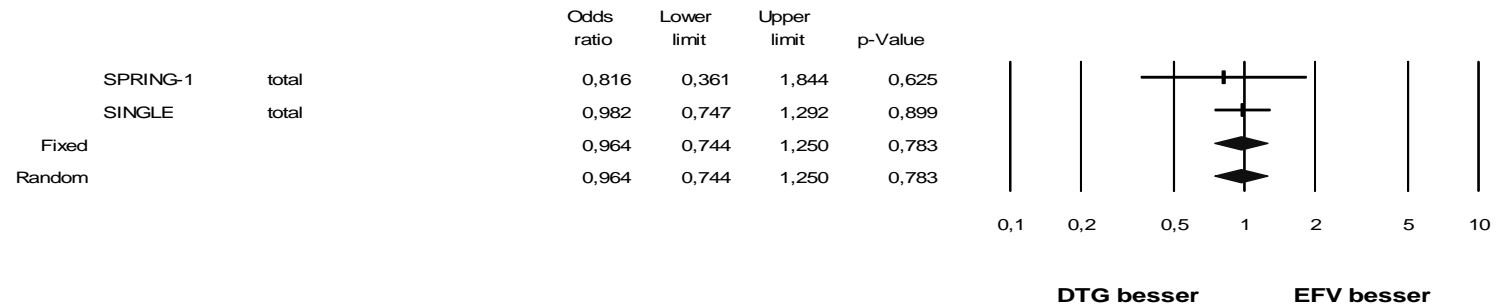 Odds Lower Upper
ratio limit limit p-Value
SPRING-1 total 0,816 0,361 1,844 0,625
SINGLE total 0,982 0,747 1,292 0,899
Fixed 0,964 0,744 1,250 0,783
Random 0,964 0,744 1,250 0,783
0,1 0,2 0,5 1 2 5 10
DTG besser EFV besser